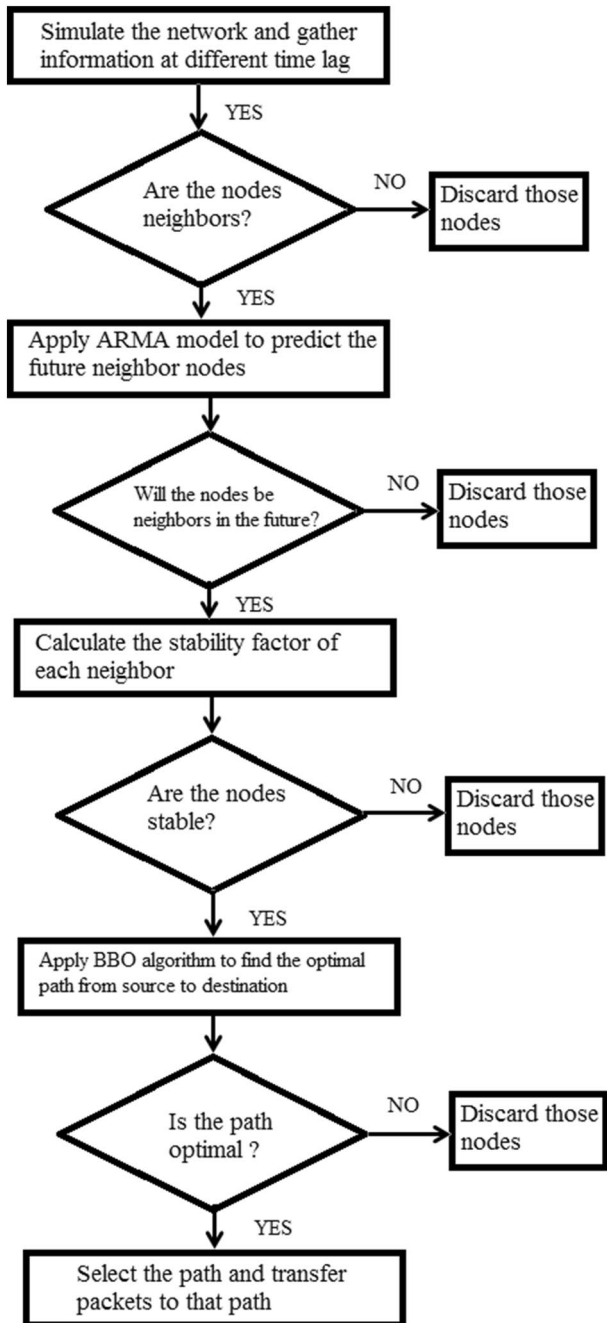 Simulate the network and gather
information at different time lag
YES
Are the nodes
neighbors?
NO
Discard those
nodes
YES
Apply ARMA model to predict the
future neighbor nodes
Will the nodes be
neighbors in the future?
NO
Discard those
nodes
YES
Calculate the stability factor of
each neighbor
Are the nodes
stable?
NO
Discard those
nodes
YES
Apply BBO algorithm to find the optimal
path from source to destination
Is the path
optimal ?
NO
Discard those
nodes
YES
Select the path and transfer
packets to that path